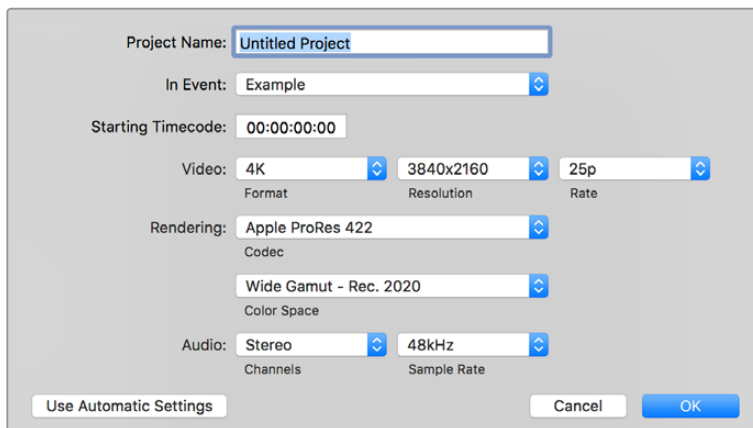 Project Name: Untitled Project
In Event: Example
Starting Timecode: 00:00:00:00
Video: 4K 3840x2160 25p
Format Resolution Rate
Rendering: Apple ProRes 422
Codec
Wide Gamut - Rec. 2020
Color Space
Audio: Stereo 48kHz
Channels Sample Rate
Use Automatic Settings Cancel OK